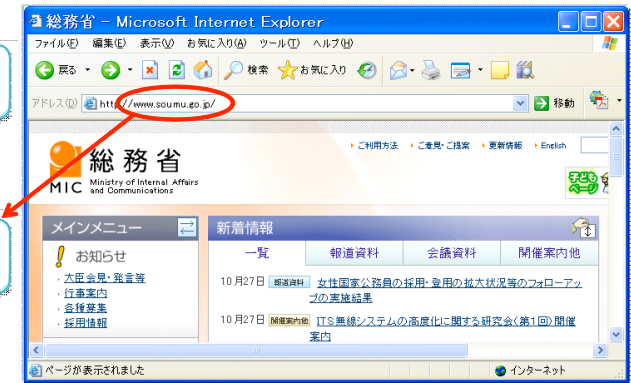 総務省 - Microsoft Internet Explorer
ファイル(F) 編集(E) 表示(V) お気に入り(A) ツール(T) ヘルプ(H)
戻る 検索 お気に入り
アドレス(D) http://www.soumu.go.jp/ 移動
ご利用方法 ご意見・ご提案 更新情報 English
総務省
MIC Ministry of Internal Affairs
and Communications
子ども
ページ
メインメニュー
お知らせ
・大臣会見・発言等
・行事案内
・各種募集
・採用情報
新着情報
一覧 報道資料 会議資料 開催案内他
10月27日 報道資料 女性国家公務員の採用・登用の拡大状況等のフォローアッ
プの実施結果
10月27日 開催案内他 ITS無線システムの高度化に関する研究会(第1回)開催
案内
ページが表示されました インターネット